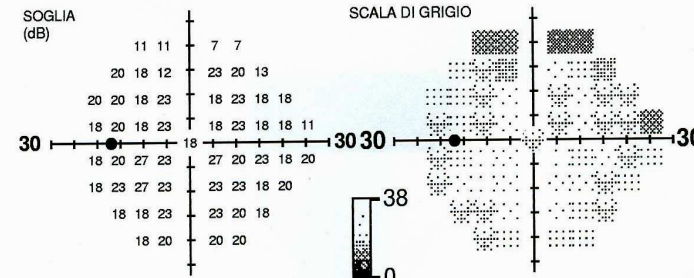 SOGLIA
(dB)
11 11 7 7
20 18 12 23 20 13
20 20 18 23 18 23 18 18
18 20 18 23 18 23 18 18 11
30 18 30
18 20 27 23 27 20 23 18 20
18 23 27 23 23 23 18 20
18 18 23 23 20 18
18 20 20 20
SCALA DI GRIGIO
30 30
38
0